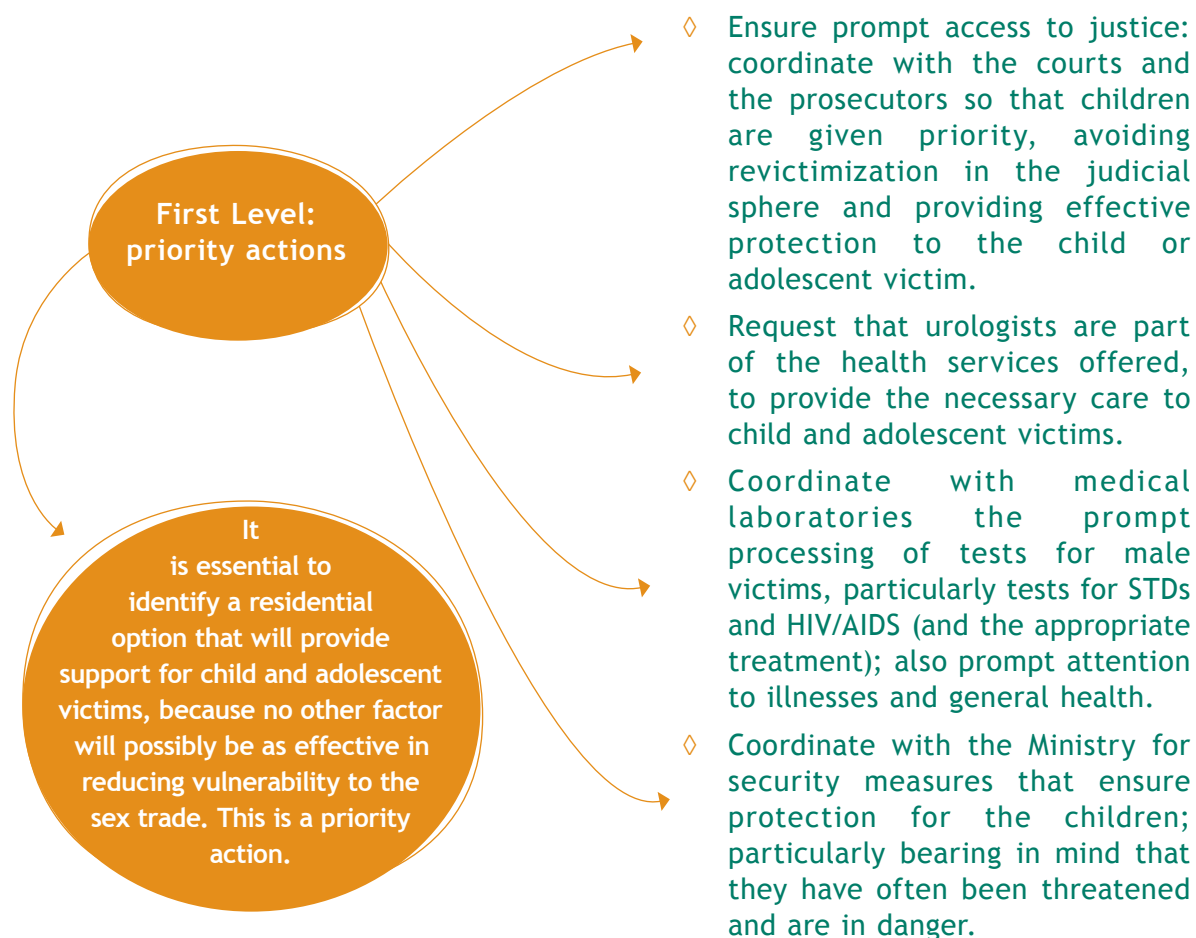 First Level:
priority actions
It
is essential to
identify a residential
option that will provide
support for child and adolescent
victims, because no other factor
will possibly be as effective in
reducing vulnerability to the
sex trade. This is a priority
action.
◊ Ensure prompt access to justice:
coordinate with the courts and
the prosecutors so that children
are given priority, avoiding
revictimization in the judicial
sphere and providing effective
protection to the child or
adolescent victim.
◊ Request that urologists are part
of the health services offered,
to provide the necessary care to
child and adolescent victims.
◊ Coordinate with medical
laboratories the prompt
processing of tests for male
victims, particularly tests for STDs
and HIV/AIDS (and the appropriate
treatment); also prompt attention
to illnesses and general health.
◊ Coordinate with the Ministry for
security measures that ensure
protection for the children;
particularly bearing in mind that
they have often been threatened
and are in danger.